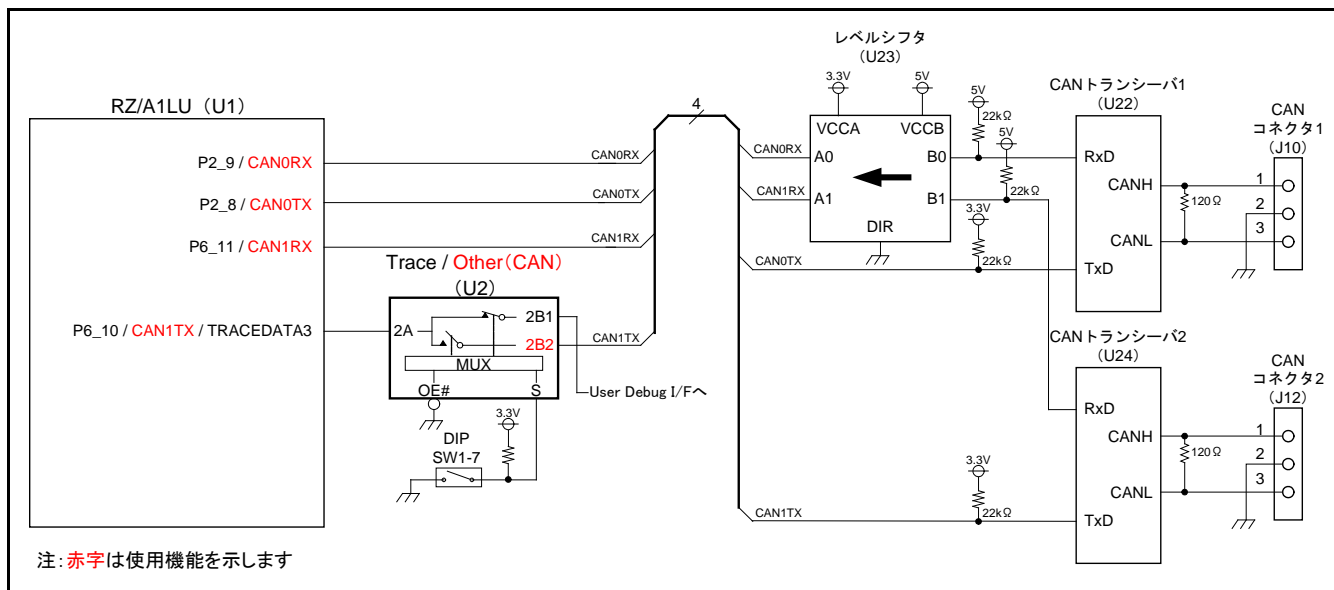 レベルシフタ
(U23)
3.3V
5V
VCCA
VCCB
A0
A1
B0
B1
DIR
RZ/A1LU (U1)
P2_9 / CAN0RX
P2_8 / CAN0TX
P6_11 / CAN1RX
P6_10 / CAN1TX / TRACEDATA3
CAN0RX
CAN0TX
CAN1RX
CAN1TX
4
CAN0RX
CAN1RX
CAN0TX
CAN1TX
Trace / Other(CAN)
(U2)
2A
2B1
2B2
MUX
OE#
S
User Debug I/Fへ
3.3V
DIP
SW1-7
5V
22kΩ
5V
22kΩ
3.3V
22kΩ
3.3V
22kΩ
CANトランシーバ1
(U22)
RxD
CANH
CANL
TxD
120Ω
CAN
コネクタ1
(J10)
1
2
3
CANトランシーバ2
(U24)
RxD
CANH
CANL
TxD
120Ω
CAN
コネクタ2
(J12)
1
2
3
注:赤字は使用機能を示します